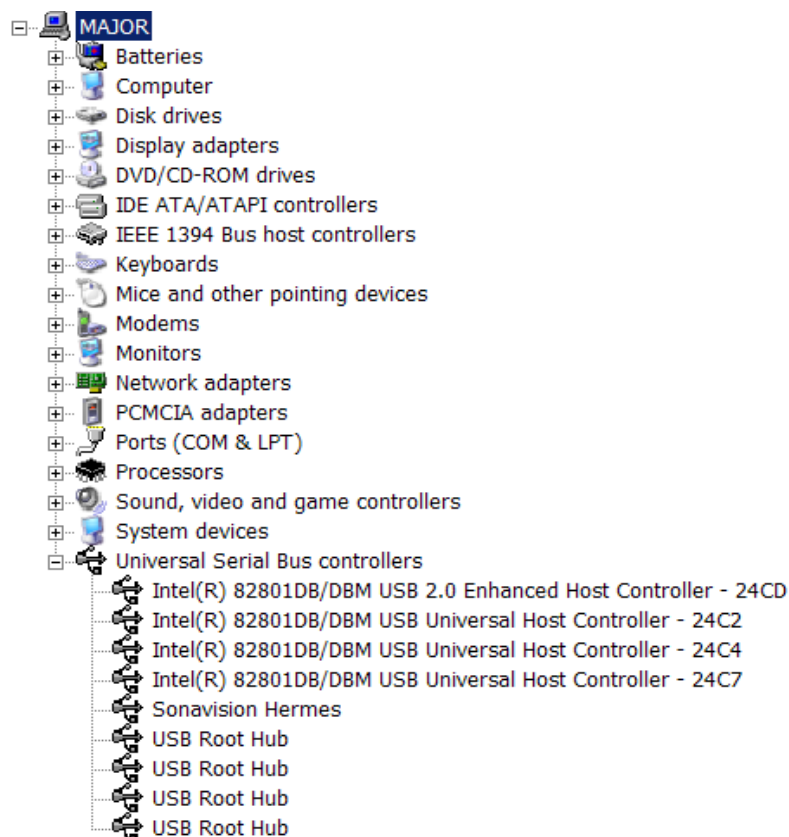 MAJOR
Batteries
Computer
Disk drives
Display adapters
DVD/CD-ROM drives
IDE ATA/ATAPI controllers
IEEE 1394 Bus host controllers
Keyboards
Mice and other pointing devices
Modems
Monitors
Network adapters
PCMCIA adapters
Ports (COM & LPT)
Processors
Sound, video and game controllers
System devices
Universal Serial Bus controllers
Intel(R) 82801DB/DBM USB 2.0 Enhanced Host Controller - 24CD
Intel(R) 82801DB/DBM USB Universal Host Controller - 24C2
Intel(R) 82801DB/DBM USB Universal Host Controller - 24C4
Intel(R) 82801DB/DBM USB Universal Host Controller - 24C7
Sonavision Hermes
USB Root Hub
USB Root Hub
USB Root Hub
USB Root Hub